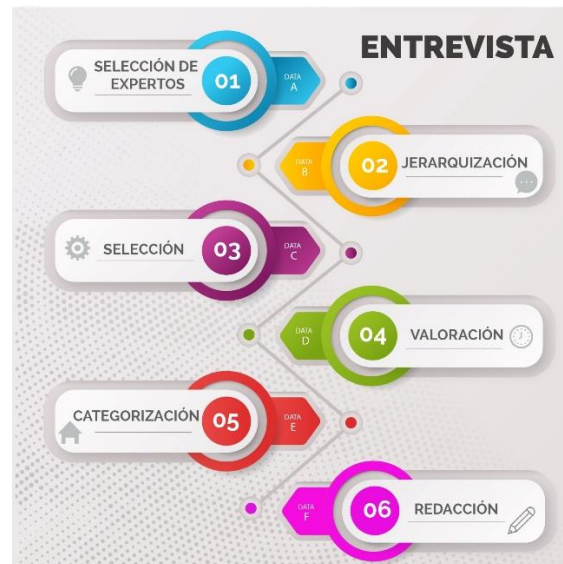 ENTREVISTA
SELECCIÓN DE
EXPERTOS
01
DATA
A
DATA
B
02
JERARQUIZACIÓN
SELECCIÓN
03
DATA
C
DATA
D
04
VALORACIÓN
CATEGORIZACIÓN
05
DATA
E
DATA
F
06
REDACCIÓN